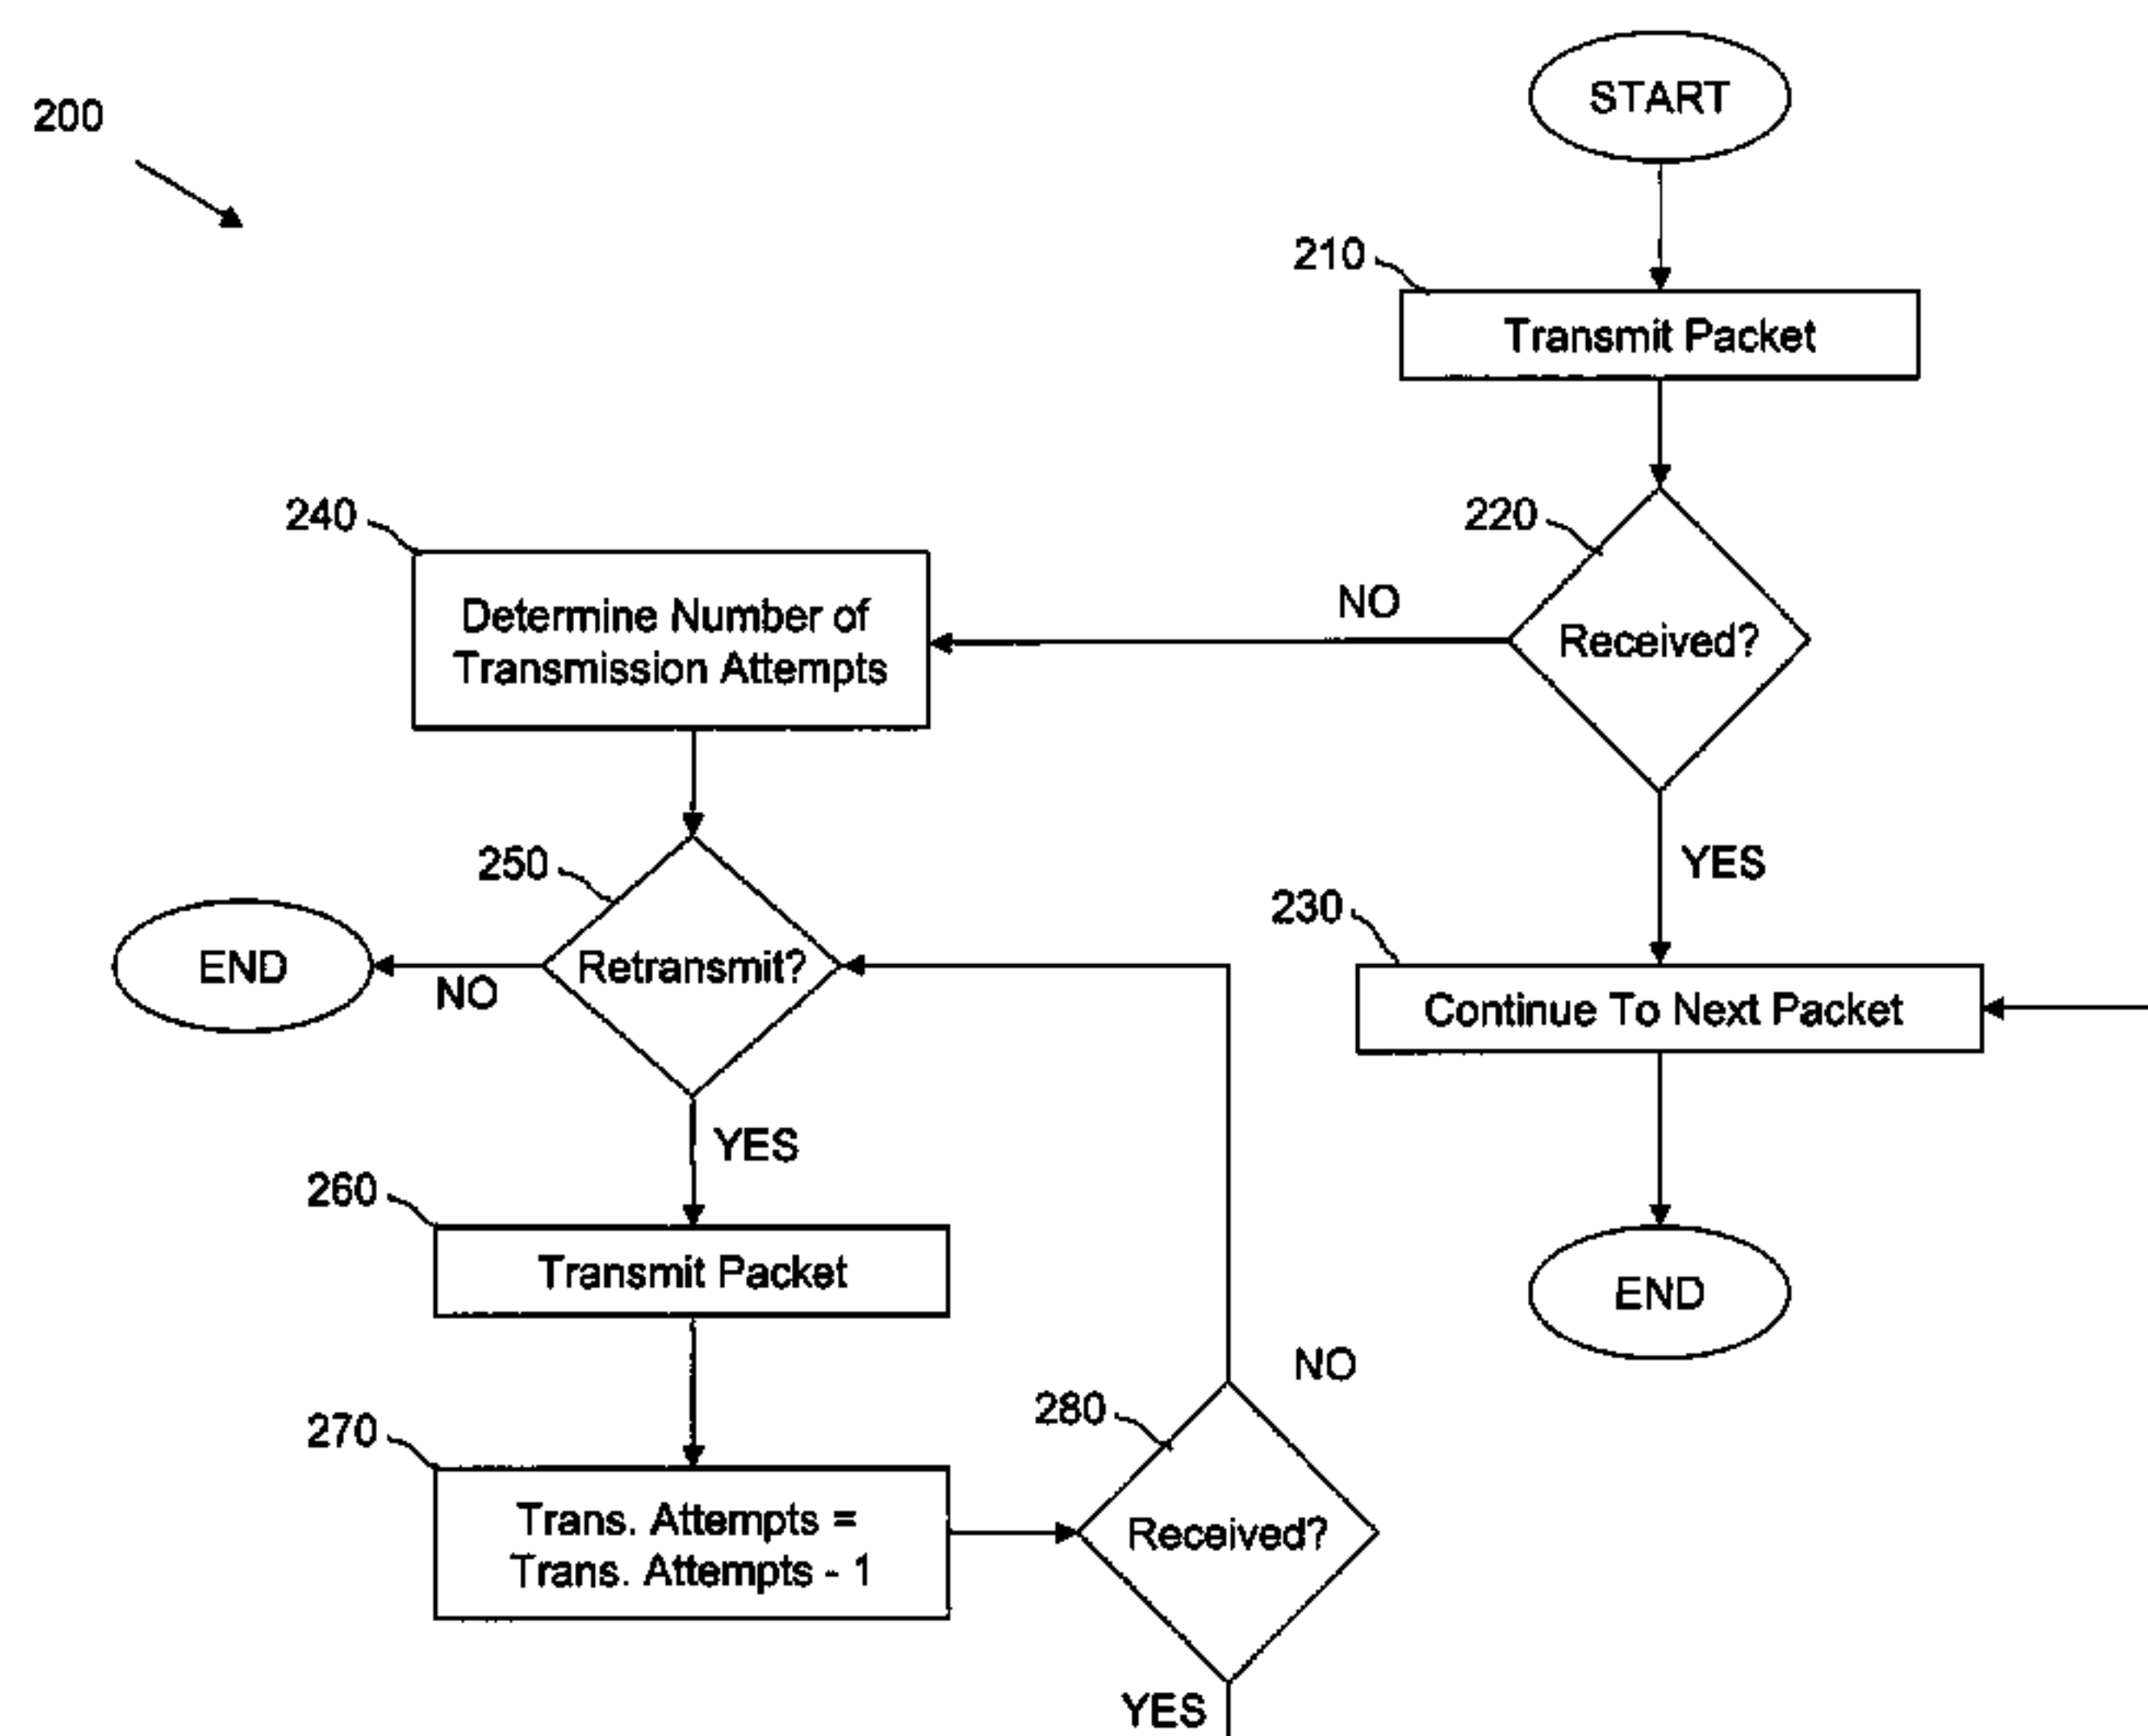 200
START
210
Transmit Packet
240
220
Determine Number of
Transmission Attempts
NO
Received?
250
YES
230
END
NO
Retransmit?
Continue To Next Packet
YES
260
Transmit Packet
END
NO
280
270
Trans. Attempts =
Trans. Attempts - 1
Received?
YES